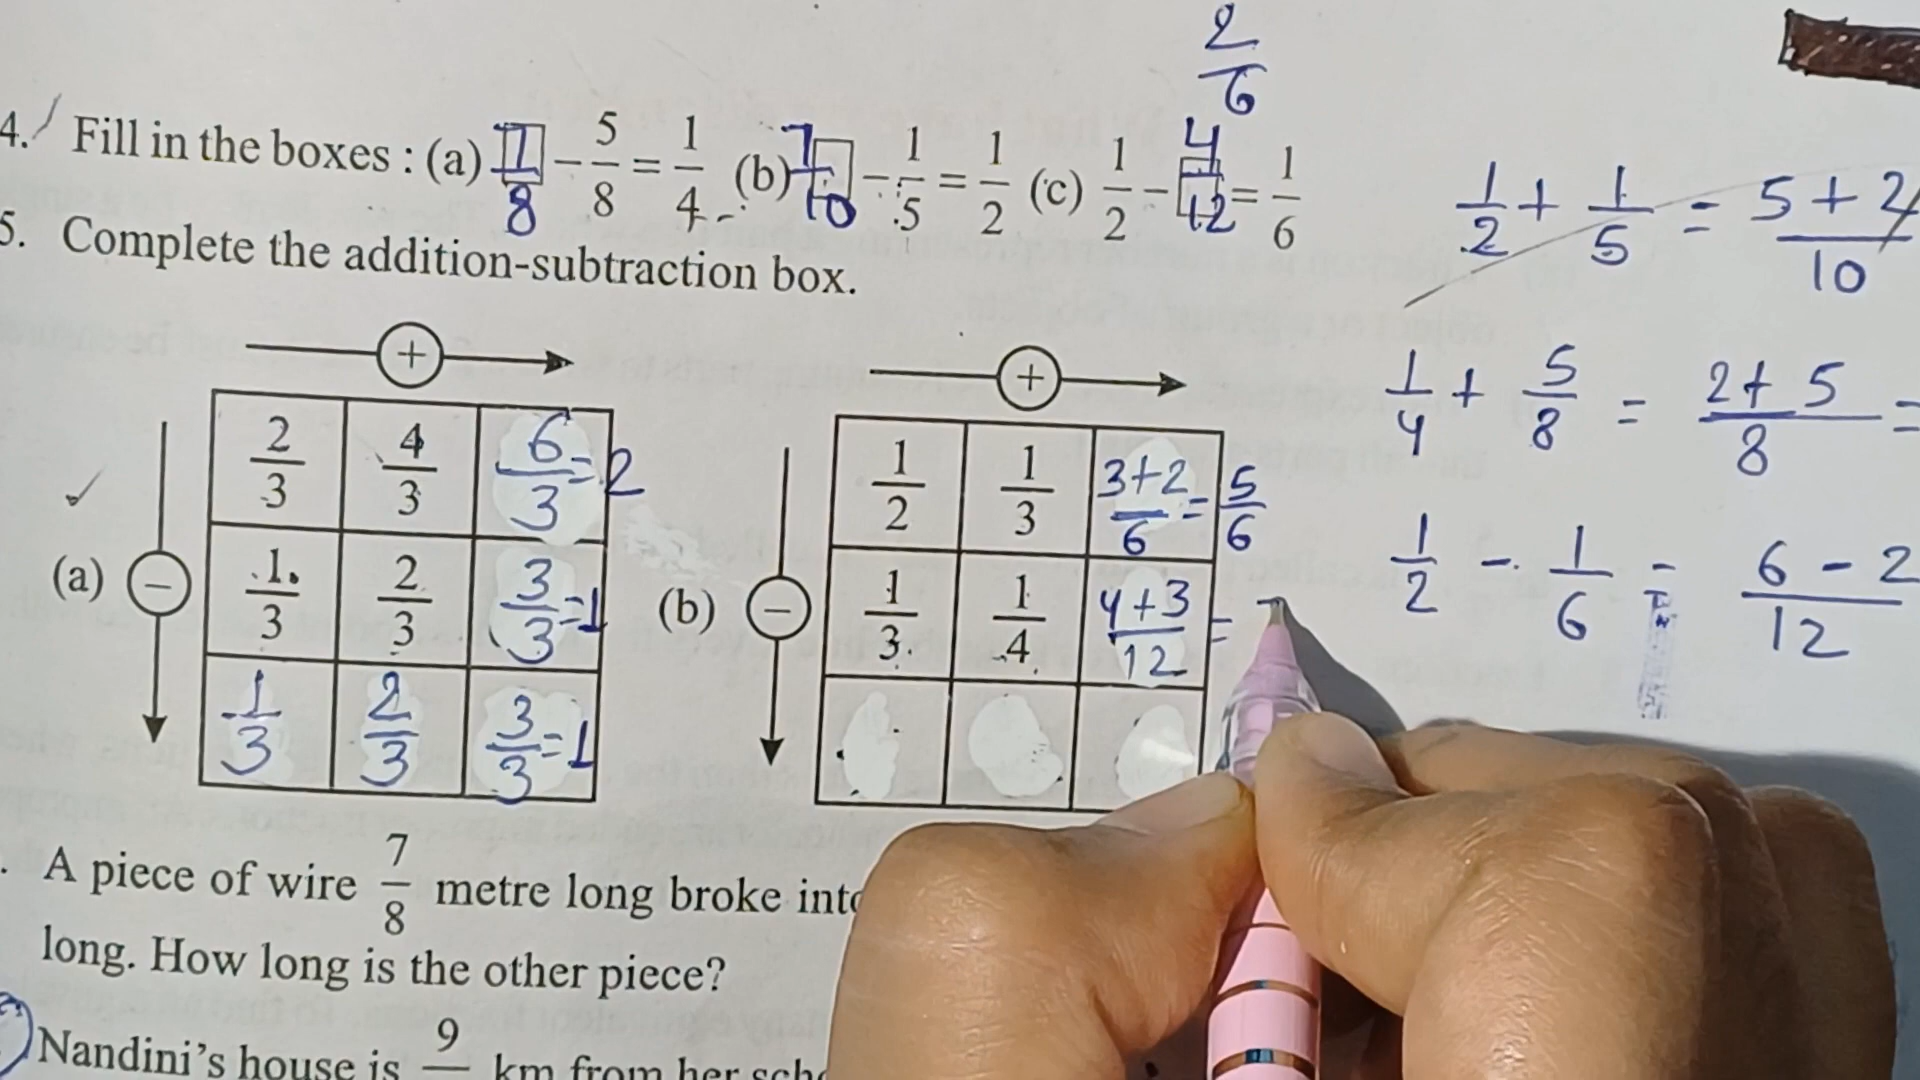 2/6
4. Fill in the boxes : (a) 7/8 − 5/8 = 1/4 (b) 7/10 − 1/5 = 1/2 (c) 1/2 − 4/12 = 1/6
1/2 + 1/5 = 5 + 2/10
5. Complete the addition-subtraction box.
1/4 + 5/8 = 2 + 5/8 =
1/2 - 1/6 = 6 - 2/12
+
(a) −
2/3 4/3 6/3 = 2
1/3 2/3 3/3 = 1
1/3 2/3 3/3 = 1
+
(b) −
1/2 1/3 3+2/6 = 5/6
1/3 1/4 4+3/12 =
A piece of wire 7/8 metre long broke into
long. How long is the other piece?
Nandini's house is 9 km from her